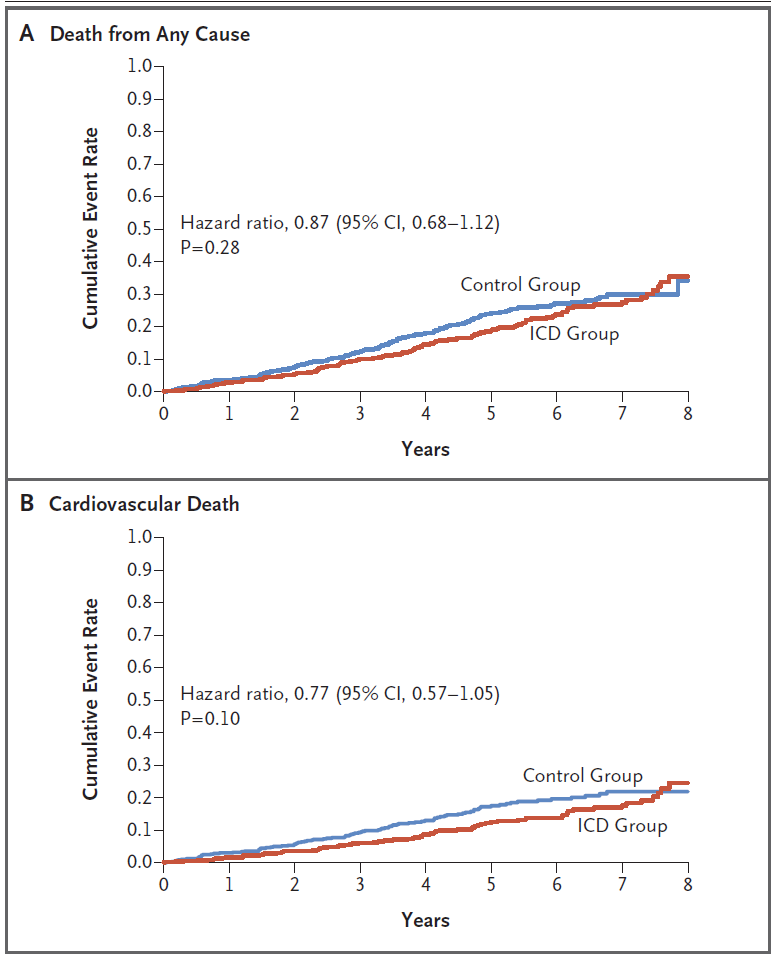 A Death from Any Cause
Cumulative Event Rate
1.0
0.9
0.8
0.7
0.6
0.5
0.4
0.3
0.2
0.1
0.0
Hazard ratio, 0.87 (95% CI, 0.68–1.12)
P=0.28
Control Group
ICD Group
0 1 2 3 4 5 6 7 8
Years
B Cardiovascular Death
Cumulative Event Rate
1.0
0.9
0.8
0.7
0.6
0.5
0.4
0.3
0.2
0.1
0.0
Hazard ratio, 0.77 (95% CI, 0.57–1.05)
P=0.10
Control Group
ICD Group
0 1 2 3 4 5 6 7 8
Years